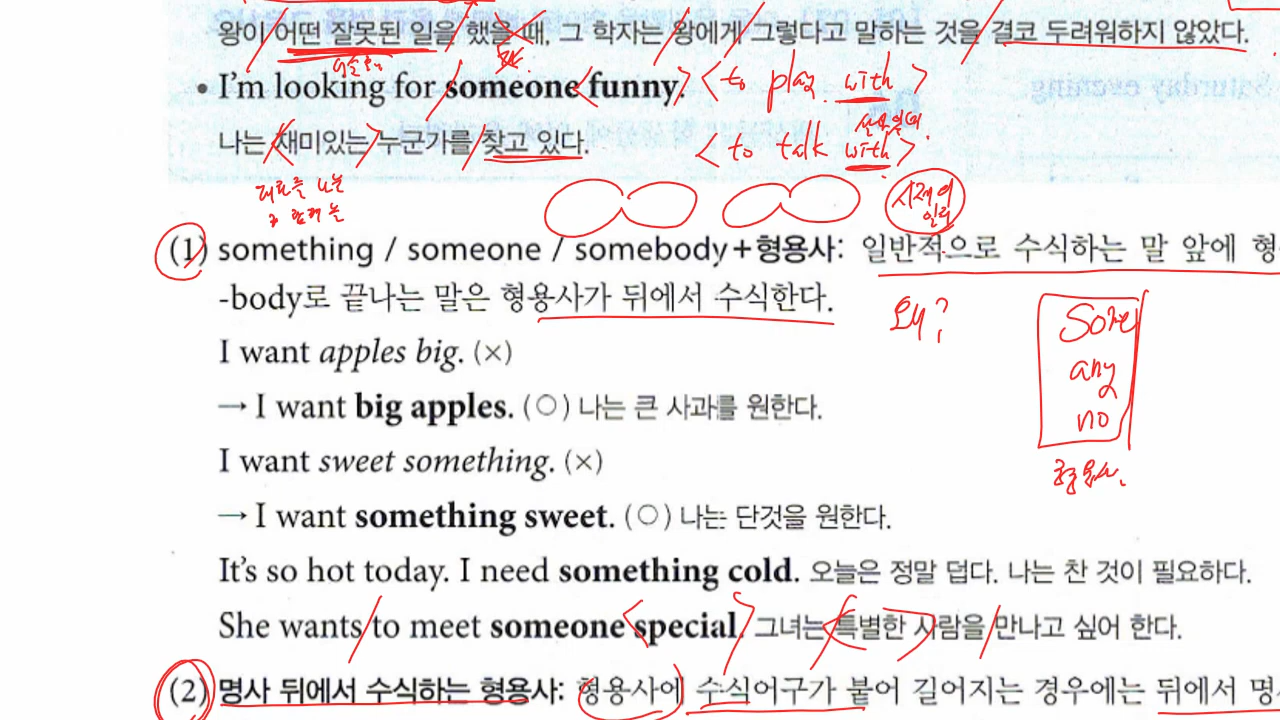 왕이 어떤 잘못된 일을 했을 때, 그 학자는 왕에게 그렇다고 말하는 것을 결코 두려워하지 않았다.
• I'm looking for someone funny. <to play with>
나는 재미있는 누군가를 찾고 있다. <to talk with>
대화를 나눌
(1) something / someone / somebody+형용사: 일반적으로 수식하는 말 앞에 형
-body로 끝나는 말은 형용사가 뒤에서 수식한다.
왜?
some
I want apples big. (×)
any
→ I want big apples. (○) 나는 큰 사과를 원한다.
no
I want sweet something. (×)
형용사.
→ I want something sweet. (○) 나는 단것을 원한다.
It's so hot today. I need something cold. 오늘은 정말 덥다. 나는 찬 것이 필요하다.
She wants to meet someone special. 그녀는 특별한 사람을 만나고 싶어 한다.
(2) 명사 뒤에서 수식하는 형용사: 형용사에 수식어구가 붙어 길어지는 경우에는 뒤에서 명